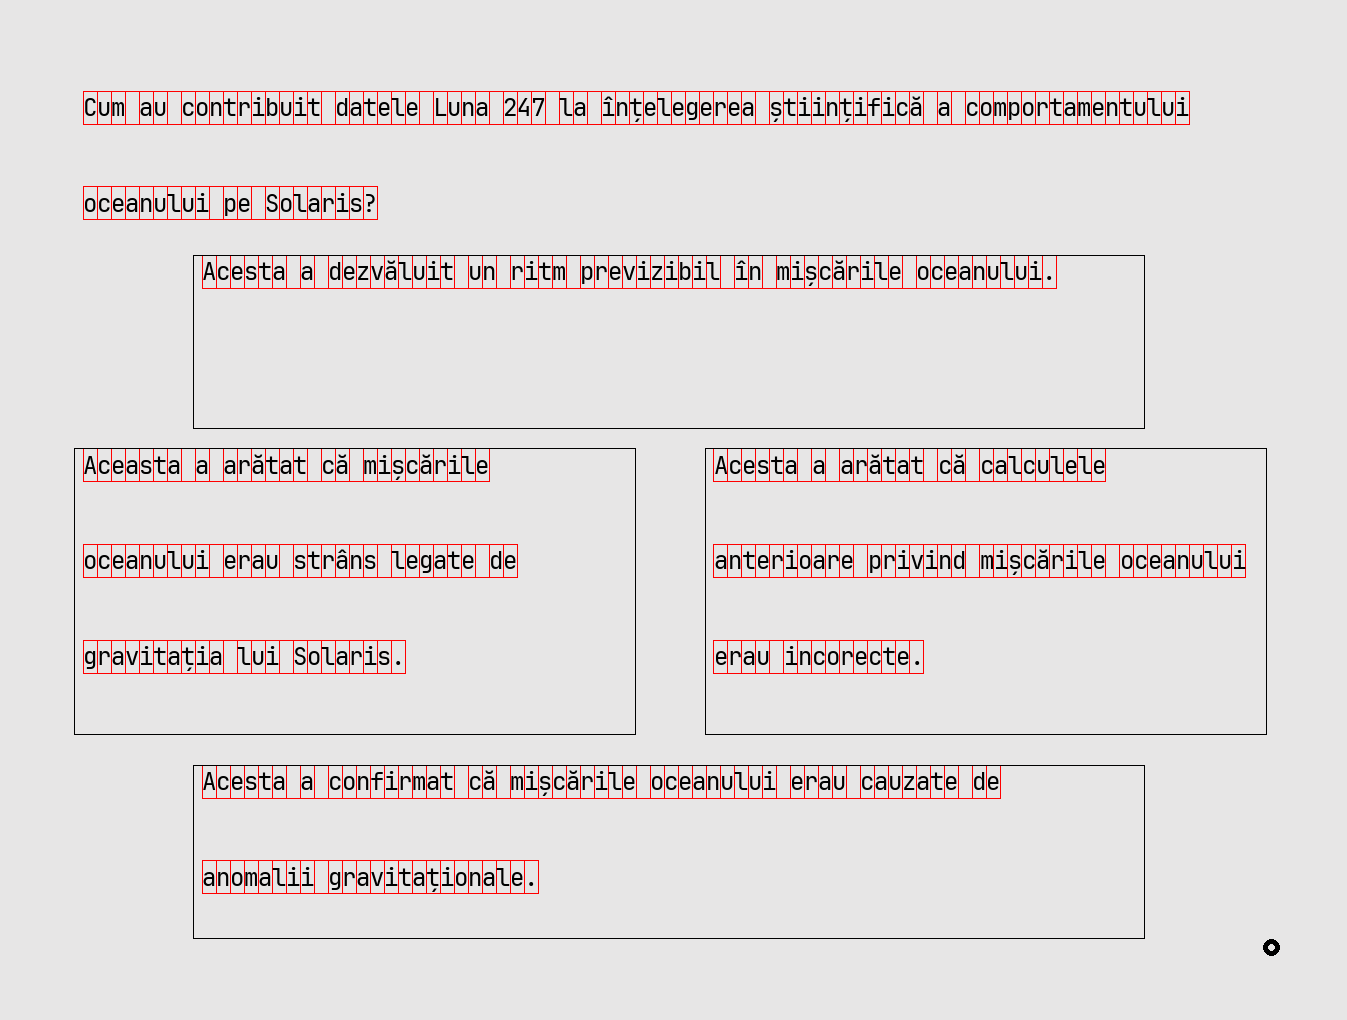 Cum au contribuit datele Luna 247 la înțelegerea științifică a comportamentului
oceanului pe Solaris?
Acesta a dezvăluit un ritm previzibil în mișcările oceanului.
Aceasta a arătat că mișcările
oceanului erau strâns legate de
gravitația lui Solaris.
Acesta a arătat că calculele
anterioare privind mișcările oceanului
erau incorecte.
Acesta a confirmat că mișcările oceanului erau cauzate de
anomalii gravitaționale.